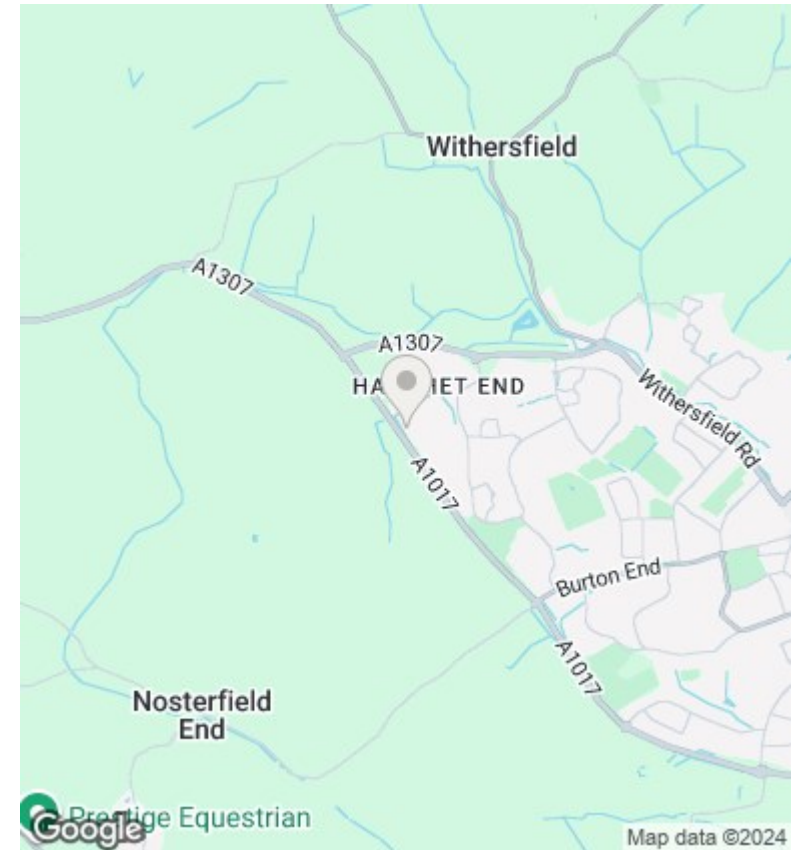 Withersfield
A1307
A1307
END
Withersfield Rd
A1017
Burton End
A1017
Nosterfield
End
Equestrian
Google
Map data ©2024